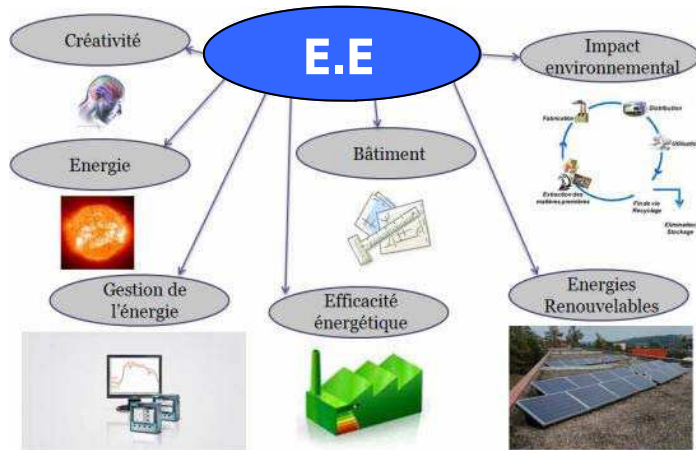 E.E
Créativité
Impact
environnemental
Energie
Bâtiment
Fabrication
Distribution
Utilisation
Extraction des
matières premières
Fin de vie
Recyclage
Elimination
Stockage
Gestion de
l'énergie
Efficacité
énergétique
Energies
Renouvelables